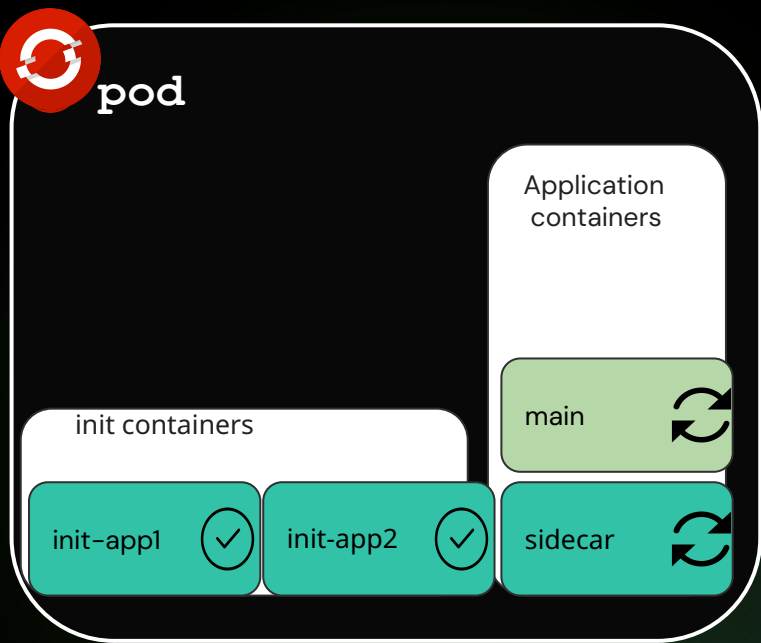 pod
Application
containers
main
init containers
init-app1
init-app2
sidecar